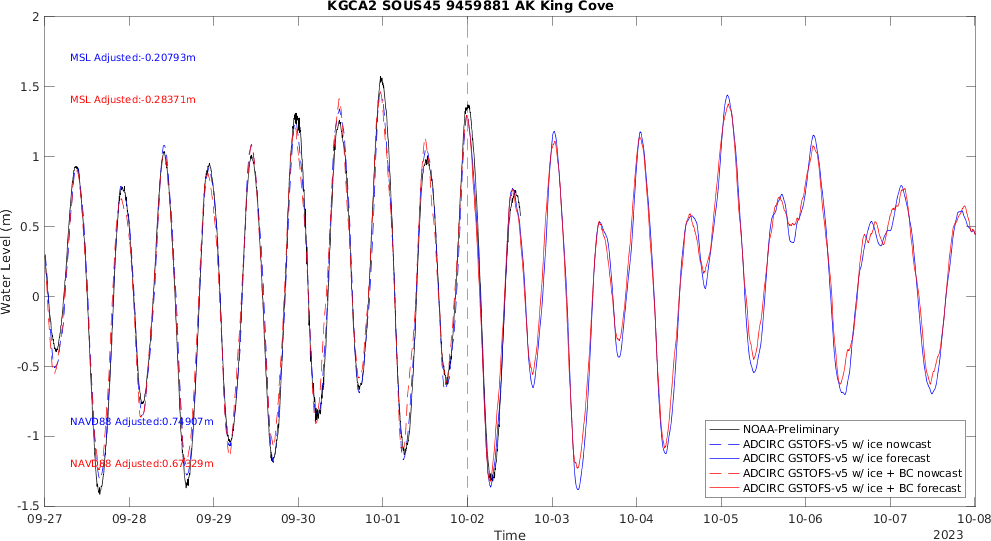 KGCA2 SOUS45 9459881 AK King Cove
2
1.5
1
0.5
0
-0.5
-1
-1.5
Water Level (m)
MSL Adjusted:-0.20793m
MSL Adjusted:-0.28371m
NAVD88 Adjusted:0.74907m
NAVD88 Adjusted:0.67329m
NOAA-Preliminary
ADCIRC GSTOFS-v5 w/ ice nowcast
ADCIRC GSTOFS-v5 w/ ice forecast
ADCIRC GSTOFS-v5 w/ ice + BC nowcast
ADCIRC GSTOFS-v5 w/ ice + BC forecast
09-27 09-28 09-29 09-30 10-01 10-02 10-03 10-04 10-05 10-06 10-07 10-08
Time
2023